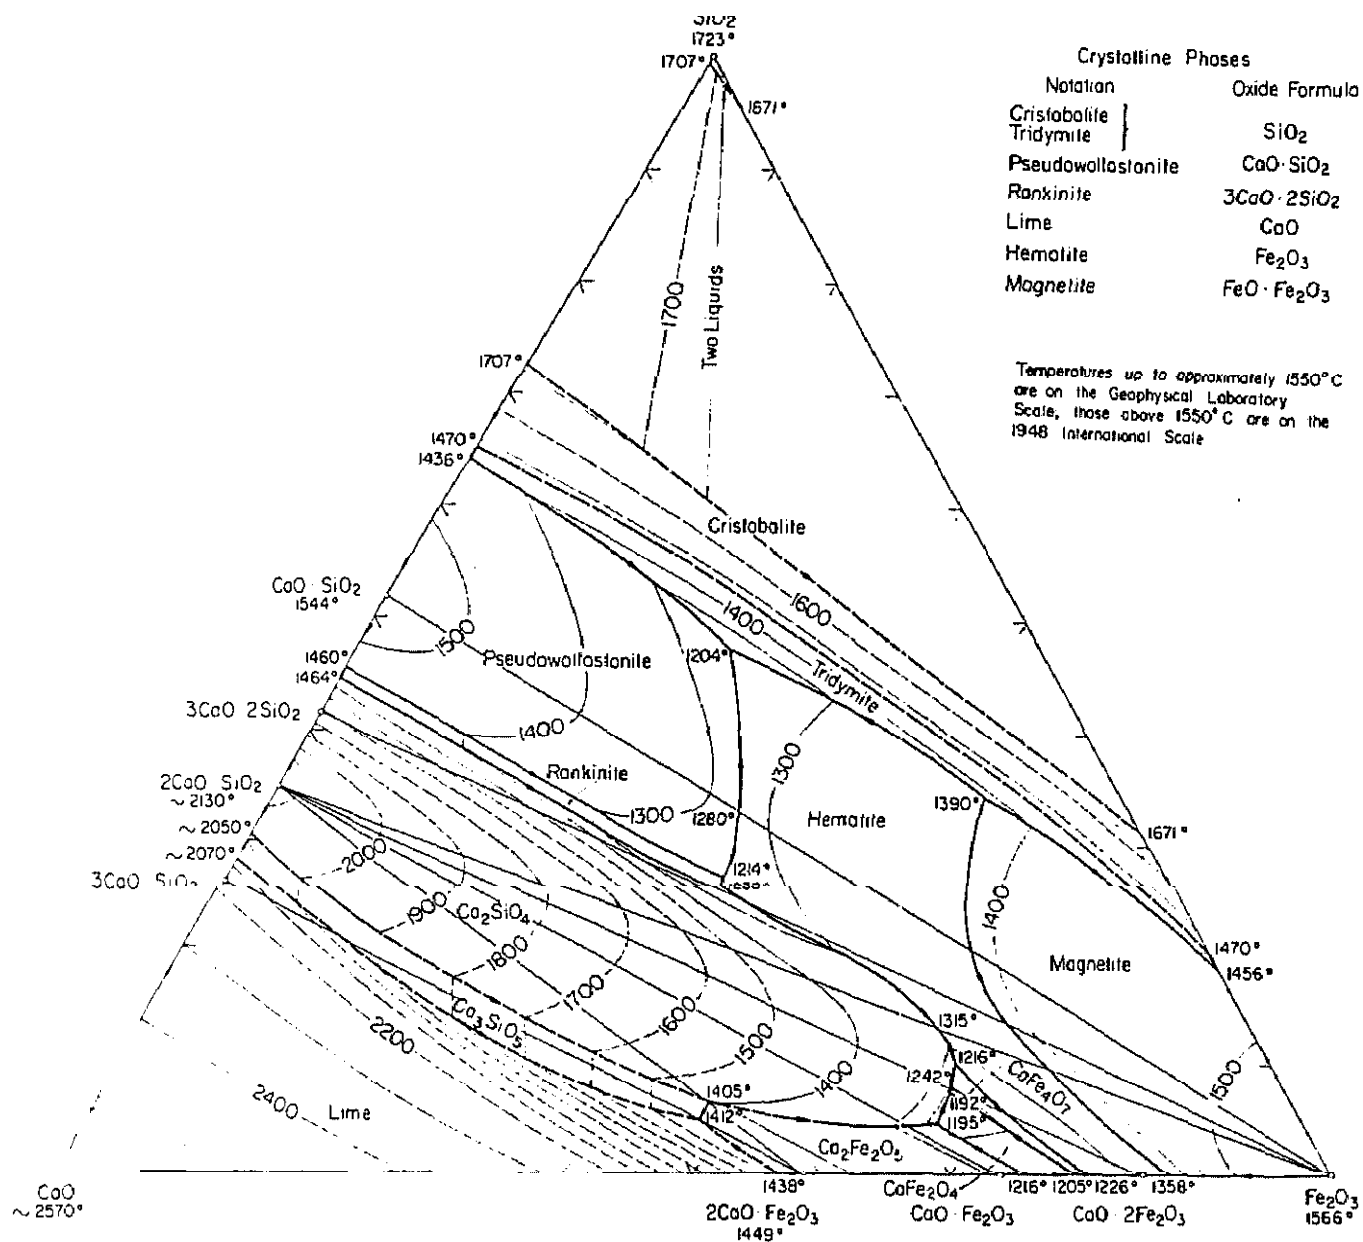 SiO2
1723°
1707°
1671°
Crystalline Phases
Notation Oxide Formula
Cristobalite
Tridymite } SiO2
Pseudowollastonite CaO·SiO2
Rankinite 3CaO·2SiO2
Lime CaO
Hematite Fe2O3
Magnetite FeO·Fe2O3
Temperatures up to approximately 1550°C
are on the Geophysical Laboratory
Scale, those above 1550°C are on the
1948 International Scale
1700
Two Liquids
1707°
1470°
1436°
Cristobalite
1600
1400
Tridymite
CaO·SiO2
1544°
1500
Pseudowollastonite
1204°
1460°
1464°
3CaO 2SiO2
1400
1300
Rankinite
1300
1280°
Hematite
1390°
1671°
2CaO SiO2
~2130°
~2050°
~2070°
3CaO SiO2
2000
1900
Ca2SiO4
1800
1700
1600
1500
1400
1214°
1400
Magnetite
1470°
1456°
Ca3SiO5
2200
2400
Lime
1315°
1216°
1242°
CaFe4O7
1192°
1195°
1500
1405°
1412°
Ca2Fe2O5
CaO
~2570°
1438°
2CaO·Fe2O3
1449°
CaFe2O4
CaO·Fe2O3
1216° 1205° 1226° 1358°
CaO·2Fe2O3
Fe2O3
1566°